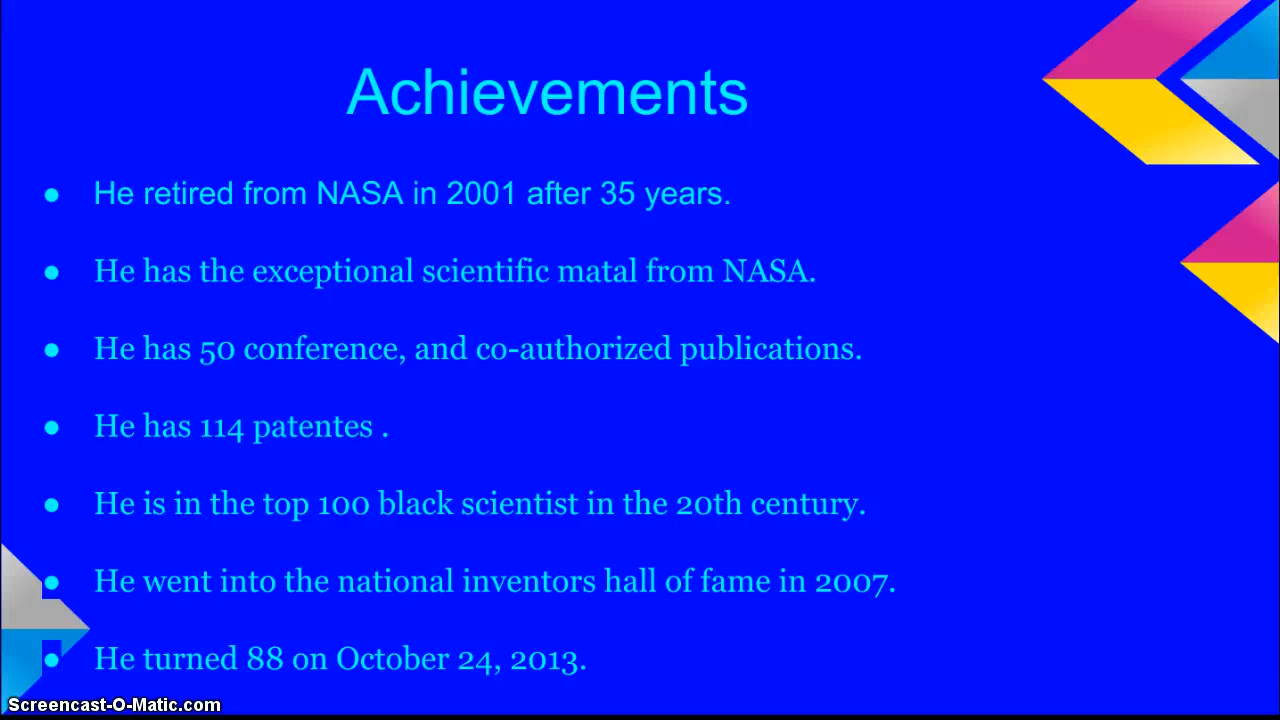 Achievements
● He retired from NASA in 2001 after 35 years.
● He has the exceptional scientific matal from NASA.
● He has 50 conference, and co-authorized publications.
● He has 114 patentes .
● He is in the top 100 black scientist in the 20th century.
● He went into the national inventors hall of fame in 2007.
● He turned 88 on October 24, 2013.
Screencast-O-Matic.com